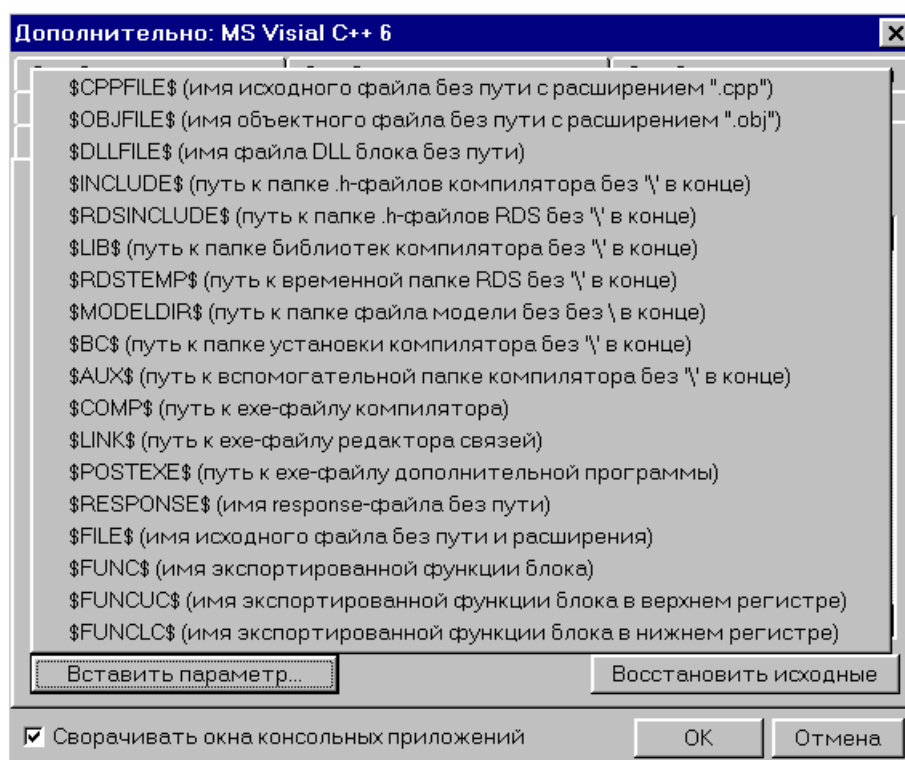 Дополнительно: MS Visial C++ 6
$CPPFILE$ (имя исходного файла без пути с расширением ".cpp")
$OBJFILE$ (имя объектного файла без пути с расширением ".obj")
$DLLFILE$ (имя файла DLL блока без пути)
$INCLUDE$ (путь к папке .h-файлов компилятора без '\' в конце)
$RDSINCLUDE$ (путь к папке .h-файлов RDS без '\' в конце)
$LIB$ (путь к папке библиотек компилятора без '\' в конце)
$RDSTEMP$ (путь к временной папке RDS без '\' в конце)
$MODELDIR$ (путь к папке файла модели без без \ в конце)
$BC$ (путь к папке установки компилятора без '\' в конце)
$AUX$ (путь к вспомогательной папке компилятора без '\' в конце)
$COMP$ (путь к exe-файлу компилятора)
$LINK$ (путь к exe-файлу редактора связей)
$POSTEXE$ (путь к exe-файлу дополнительной программы)
$RESPONSE$ (имя response-файла без пути)
$FILE$ (имя исходного файла без пути и расширения)
$FUNC$ (имя экспортированной функции блока)
$FUNCUC$ (имя экспортированной функции блока в верхнем регистре)
$FUNCLC$ (имя экспортированной функции блока в нижнем регистре)
Вставить параметр... Восстановить исходные
Сворачивать окна консольных приложений OK Отмена